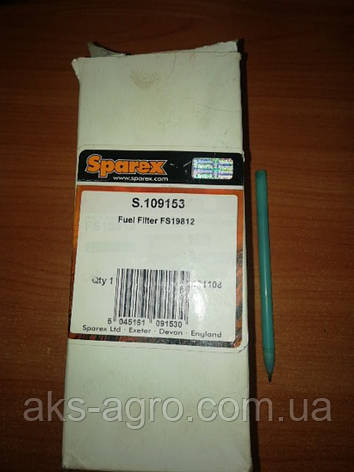 Sparex
www.sparex.com
S.109153
Fuel Filter FS19812
Qty 1
5 045151 091530
Sparex Ltd · Exeter · Devon · England
aks-agro.com.ua